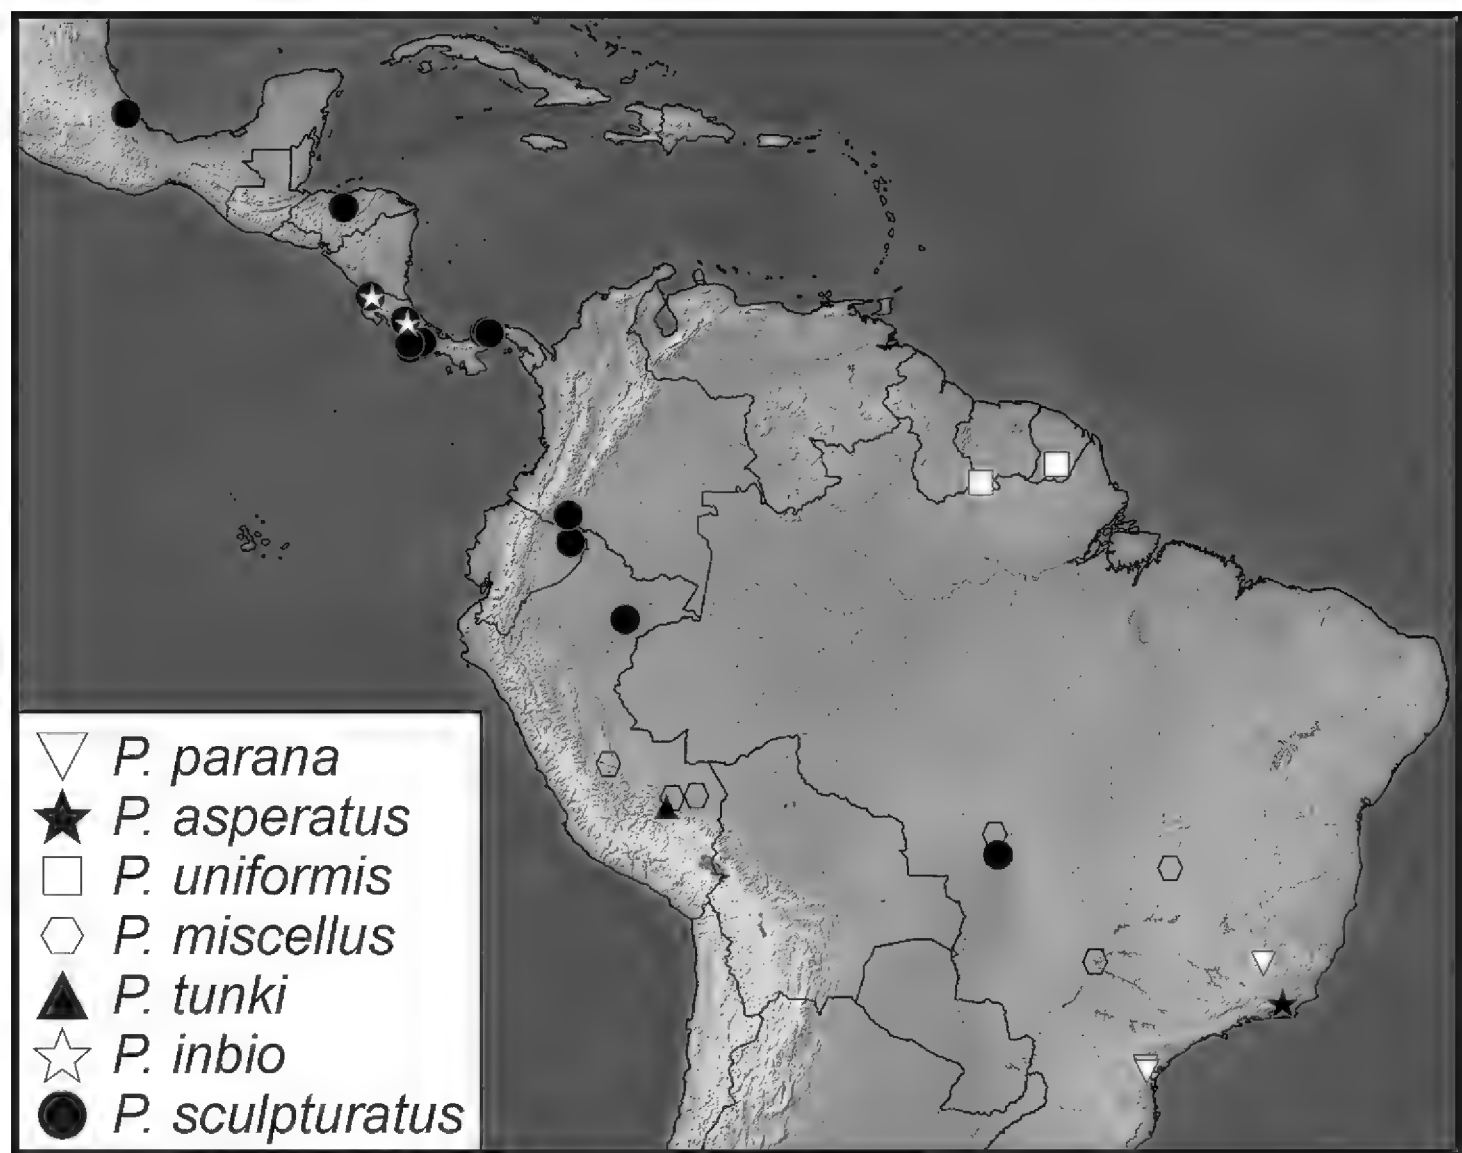 P. parana
P. asperatus
P. uniformis
P. miscellus
P. tunki
P. inbio
P. sculpturatus